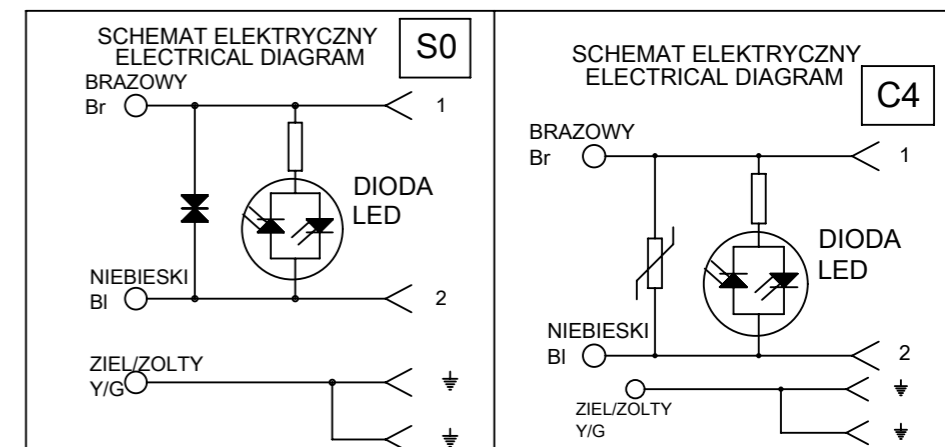 SCHEMAT ELEKTRYCZNY
ELECTRICAL DIAGRAM
S0
BRAZOWY
Br
1
DIODA
LED
NIEBIESKI
Bl
2
ZIEL/ZOLTY
Y/G
SCHEMAT ELEKTRYCZNY
ELECTRICAL DIAGRAM
C4
BRAZOWY
Br
1
DIODA
LED
NIEBIESKI
Bl
2
ZIEL/ZOLTY
Y/G